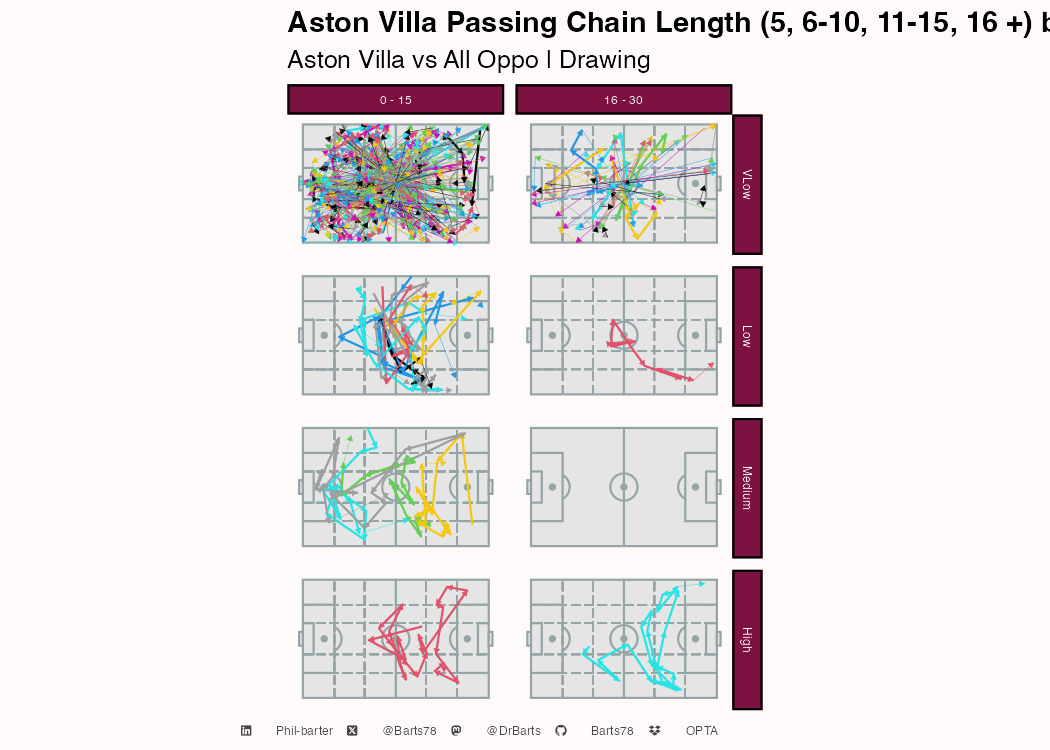 Aston Villa Passing Chain Length (5, 6-10, 11-15, 16 +) b
Aston Villa vs All Oppo | Drawing
0 - 15
16 - 30
VLow
Low
Medium
High
Phil-barter @Barts78 @DrBarts Barts78 OPTA